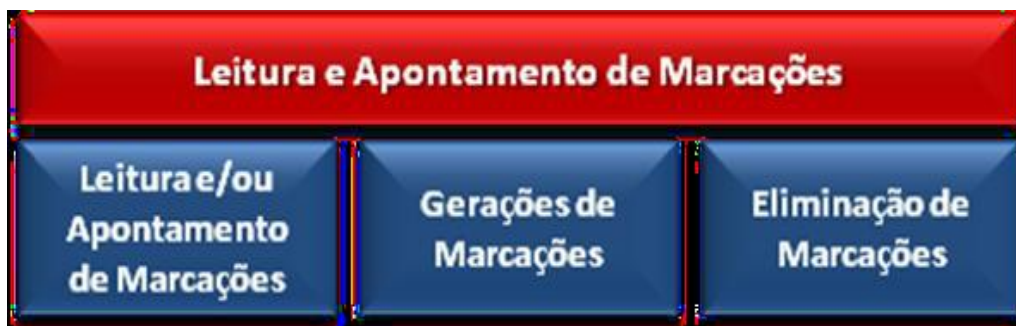 Leitura e Apontamento de Marcações
Leitura e/ou
Apontamento
de Marcações
Gerações de
Marcações
Eliminação de
Marcações